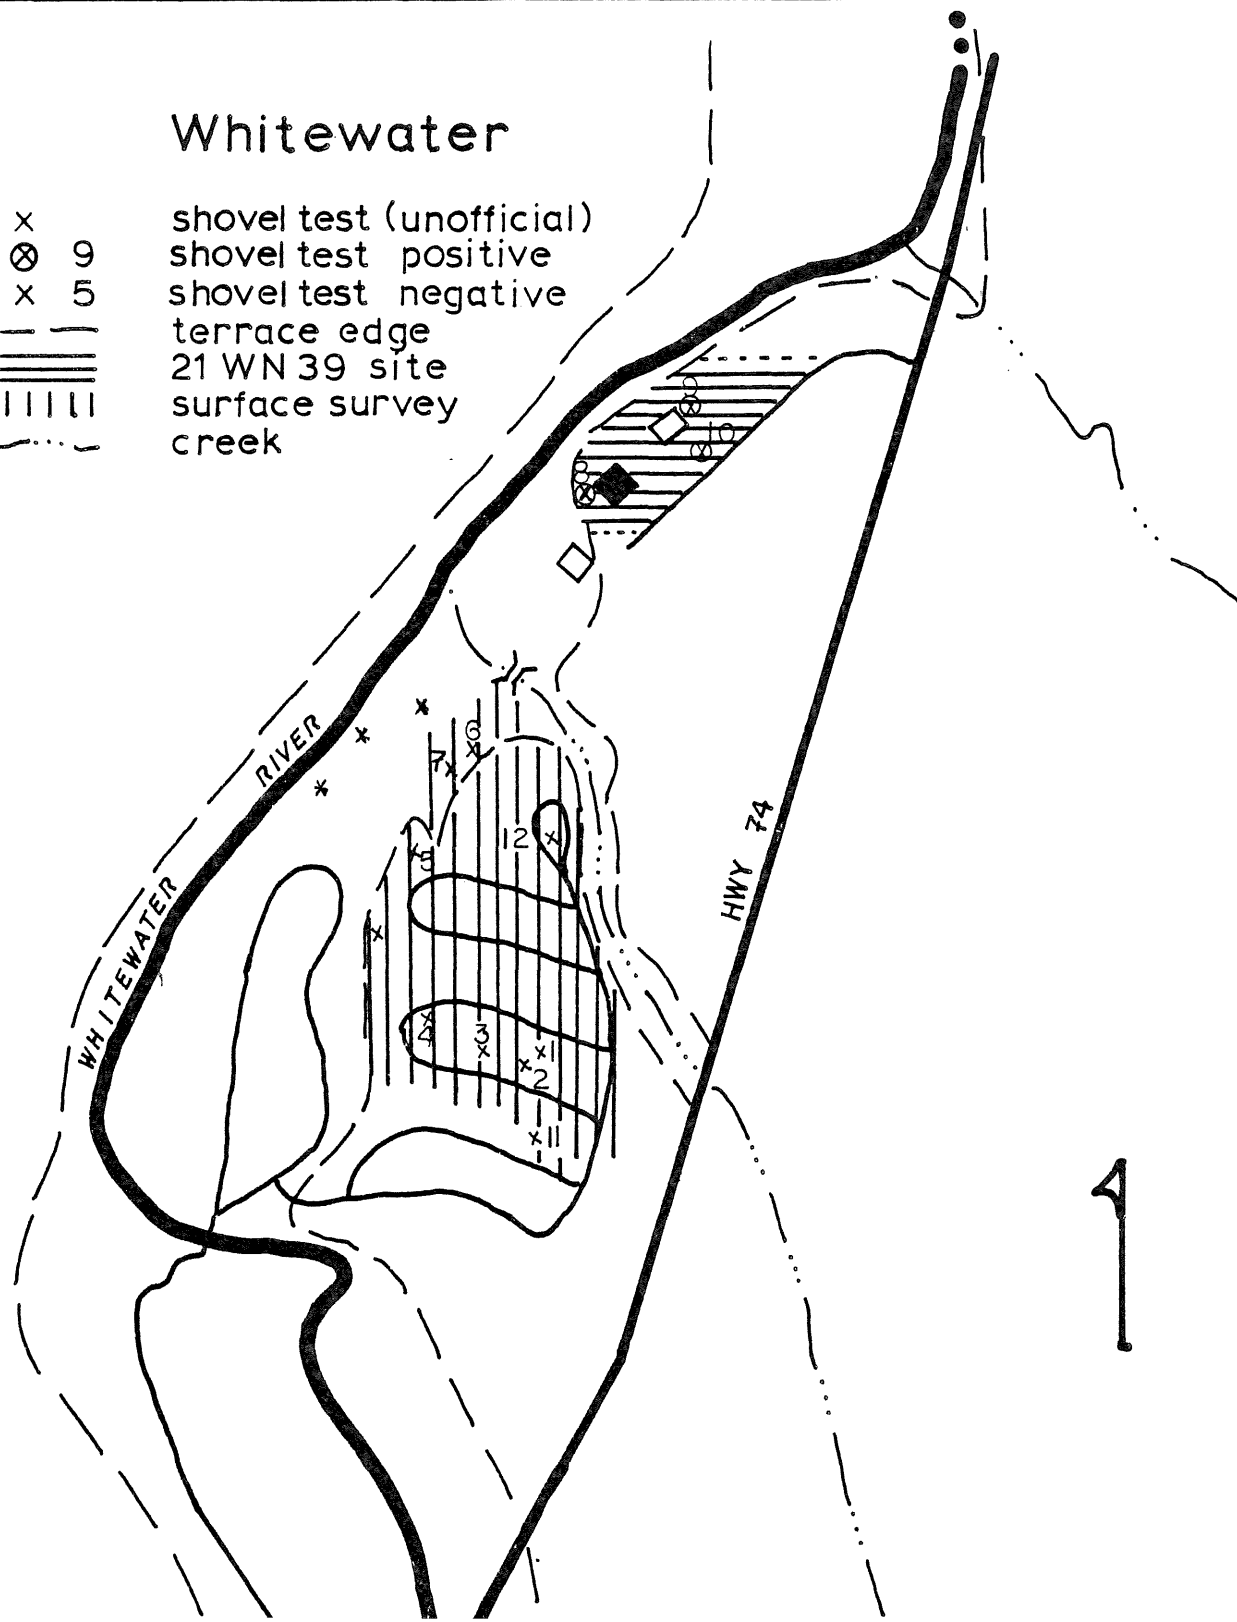 Whitewater
x shovel test (unofficial)
⊗ 9 shovel test positive
x 5 shovel test negative
terrace edge
21 WN 39 site
surface survey
creek
9
10
8
RIVER
6
7
12
5
HWY 74
WHITEWATER
4
3
1
2
11